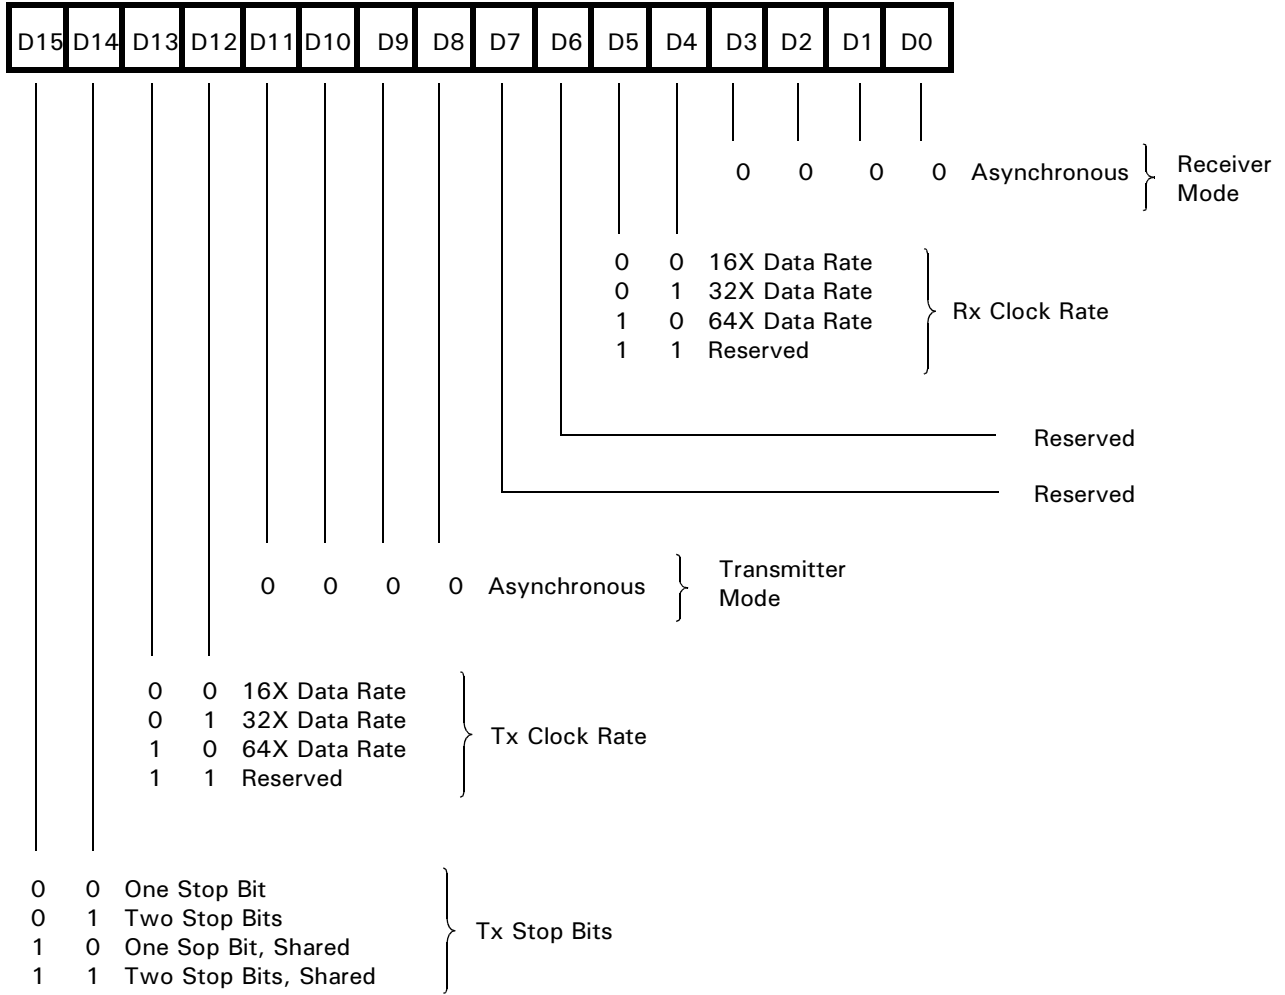 D15 D14 D13 D12 D11 D10 D9 D8 D7 D6 D5 D4 D3 D2 D1 D0
0 0 0 0 Asynchronous
Receiver
Mode
0 0 16X Data Rate
0 1 32X Data Rate
1 0 64X Data Rate
1 1 Reserved
Rx Clock Rate
Reserved
Reserved
0 0 0 0 Asynchronous
Transmitter
Mode
0 0 16X Data Rate
0 1 32X Data Rate
1 0 64X Data Rate
1 1 Reserved
Tx Clock Rate
0 0 One Stop Bit
0 1 Two Stop Bits
1 0 One Sop Bit, Shared
1 1 Two Stop Bits, Shared
Tx Stop Bits